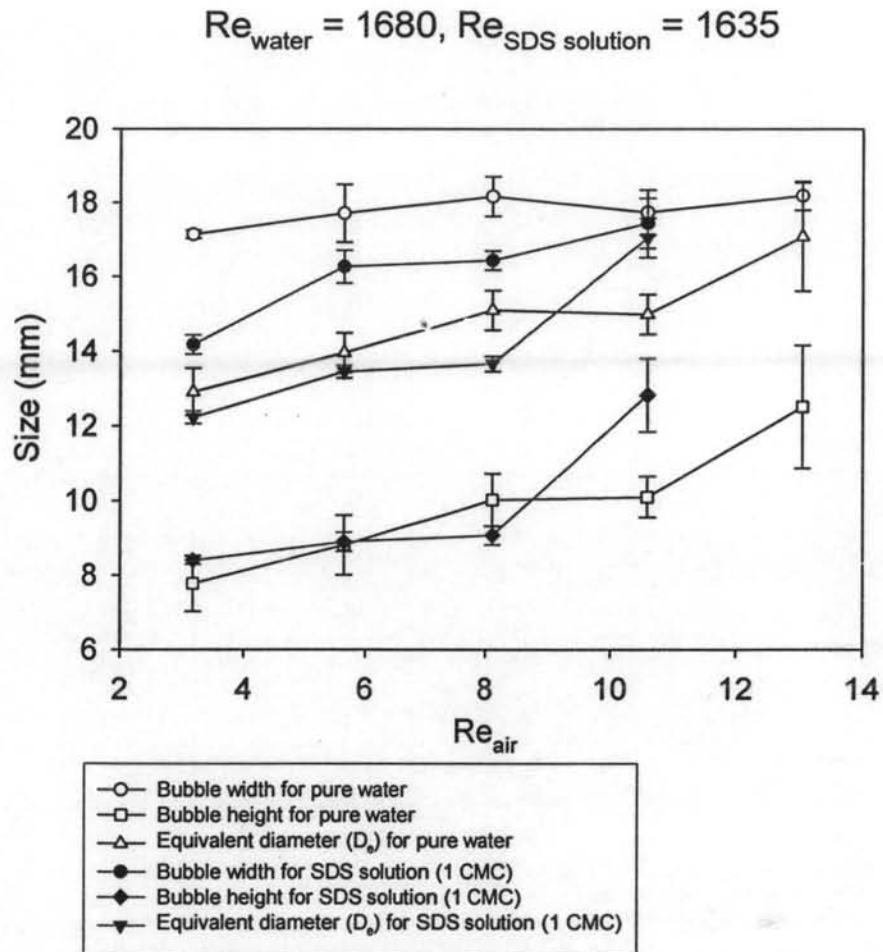 Re_water = 1680, Re_SDS solution = 1635
20
18
16
14
12
10
8
6
Size (mm)
2 4 6 8 10 12 14
Re_air
Bubble width for pure water
Bubble height for pure water
Equivalent diameter (D_e) for pure water
Bubble width for SDS solution (1 CMC)
Bubble height for SDS solution (1 CMC)
Equivalent diameter (D_e) for SDS solution (1 CMC)